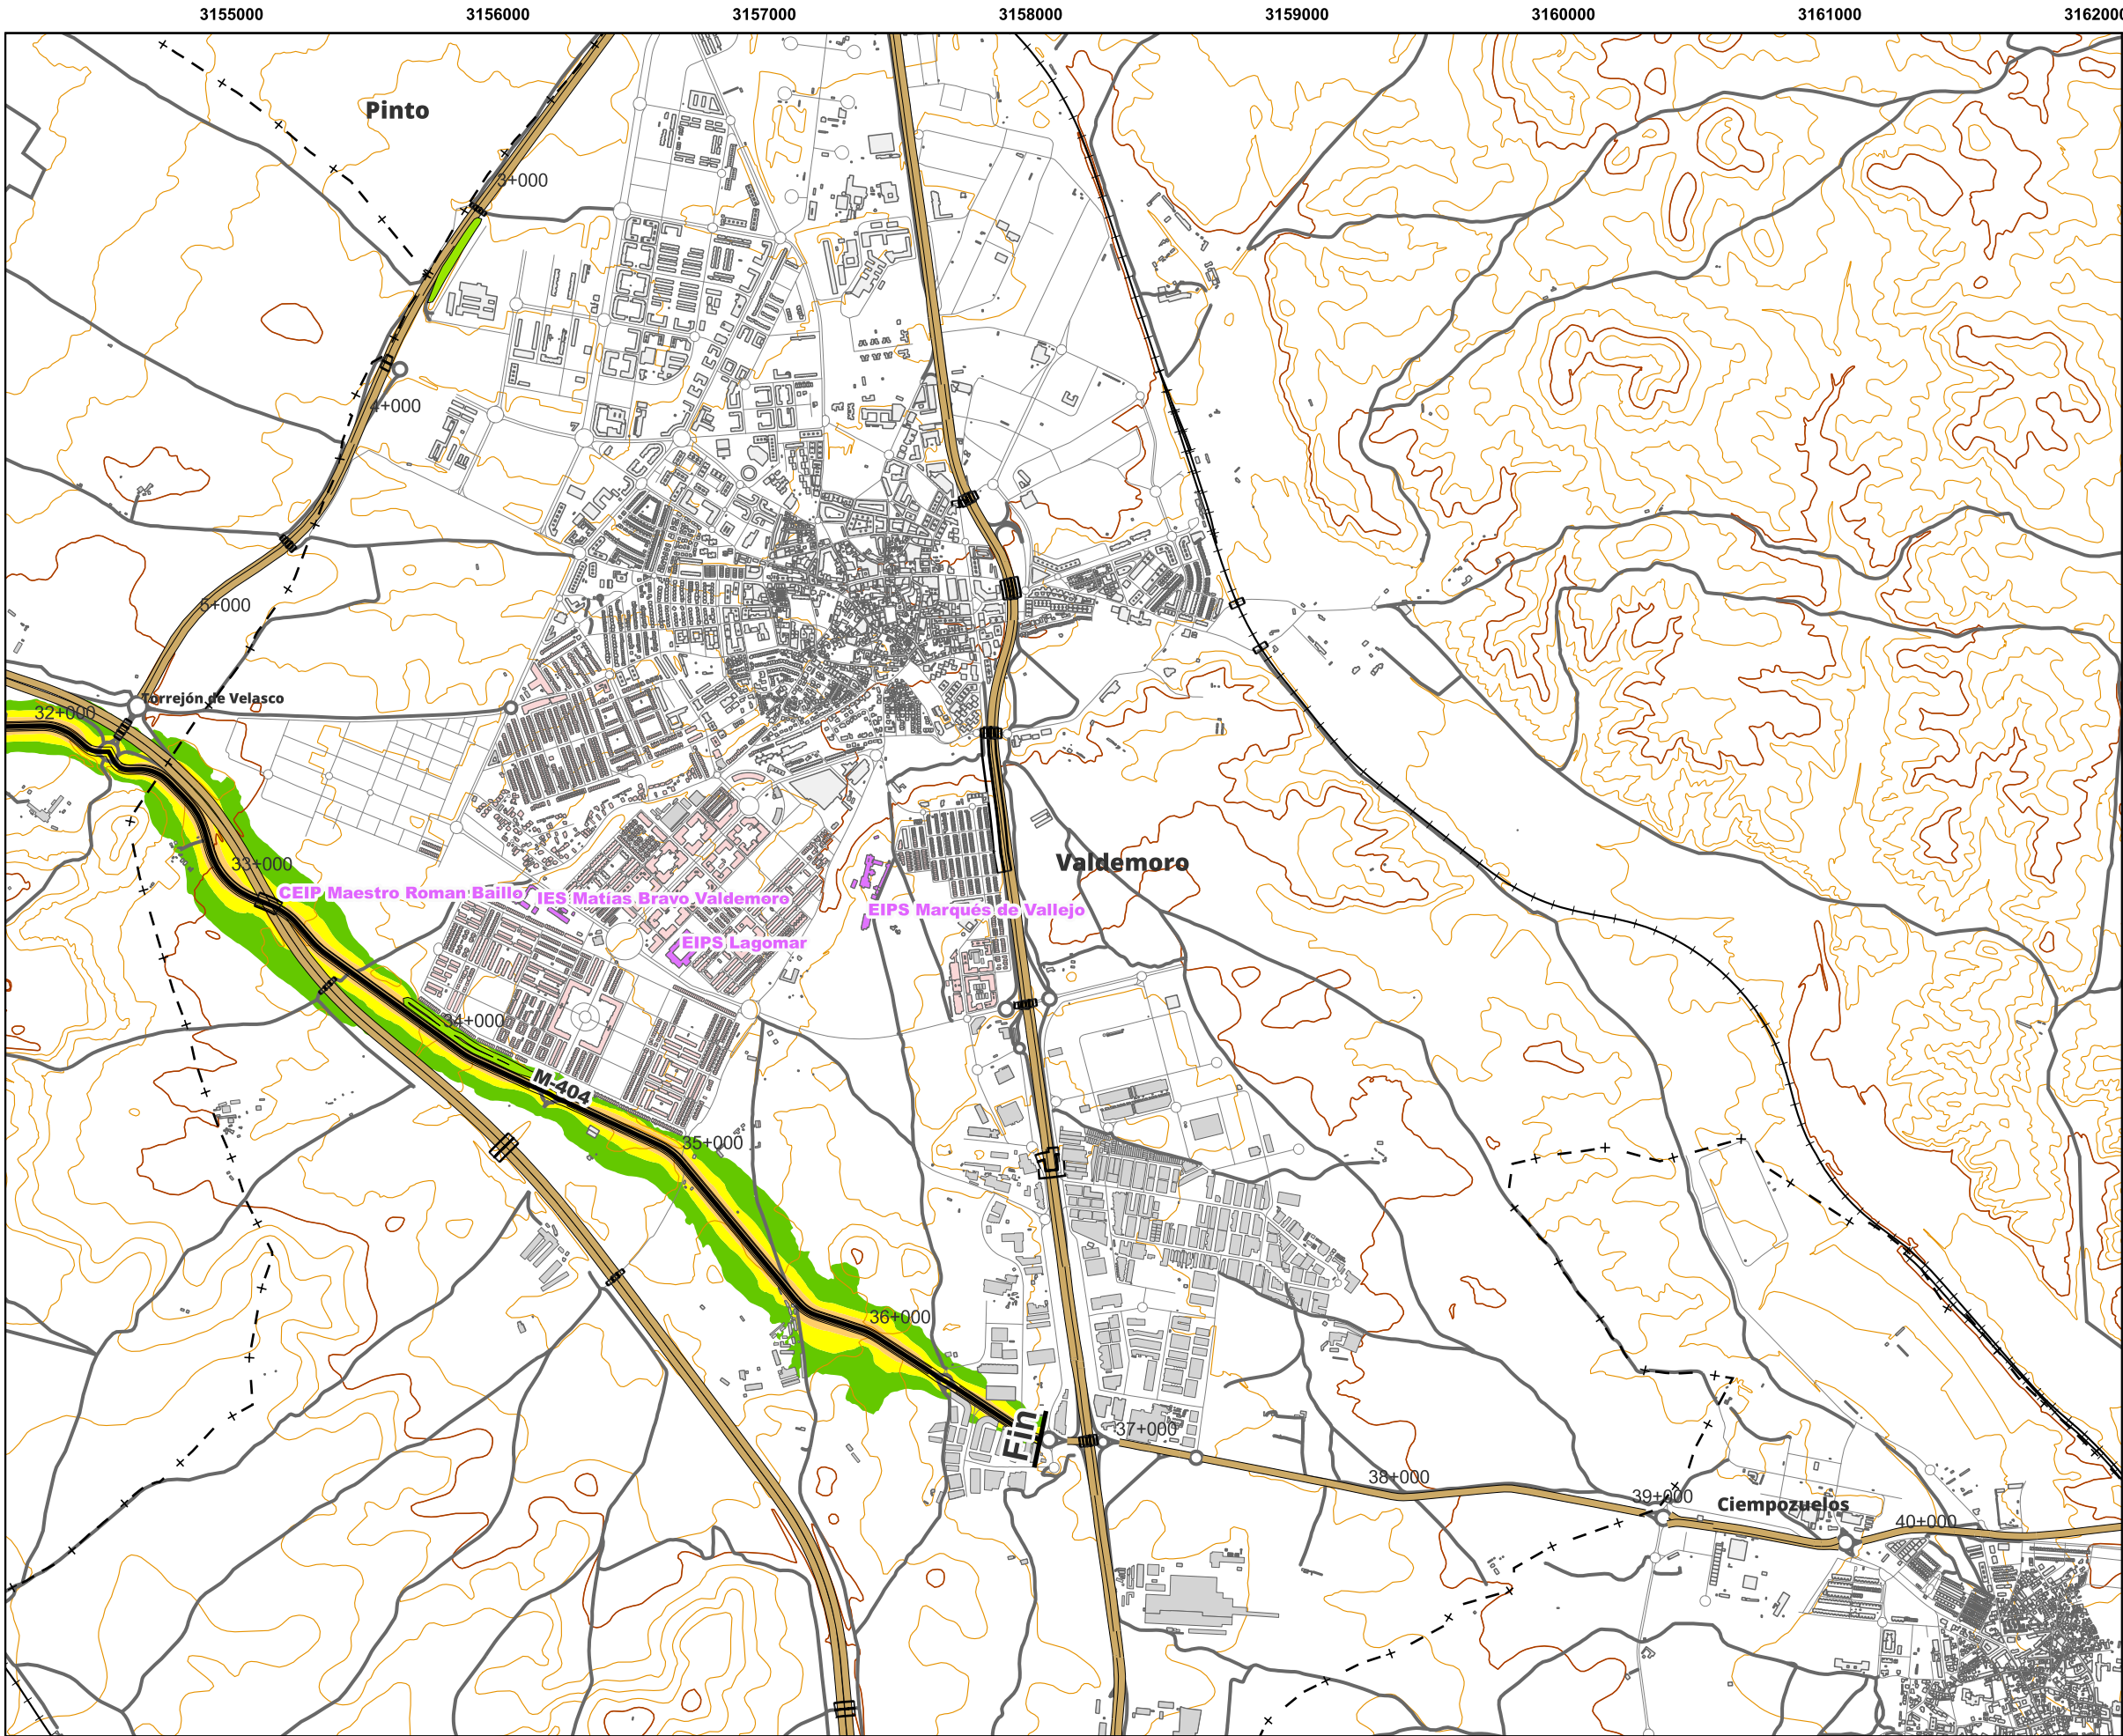 3155000 3156000 3157000 3158000 3159000 3160000 3161000 3162000
Pinto
3+000
4+000
5+000
Torrejón de Velasco
32+000
Valdemoro
33+000
CEIP Maestro Roman Baillo
IES Matías Bravo Valdemoro
EIPS Marqués de Vallejo
EIPS Lagomar
34+000
M-404
35+000
36+000
Fin
37+000
38+000
39+000
Ciempozuelos
40+000